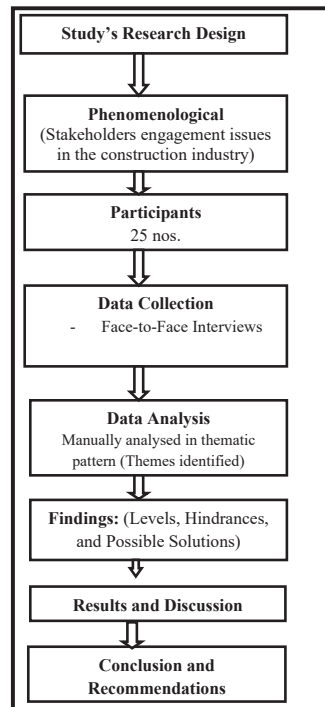 Study’s Research Design
Phenomenological
(Stakeholders engagement issues
in the construction industry)
Participants
25 nos.
Data Collection
- Face-to-Face Interviews
Data Analysis
Manually analysed in thematic
pattern (Themes identified)
Findings: (Levels, Hindrances,
and Possible Solutions)
Results and Discussion
Conclusion and
Recommendations